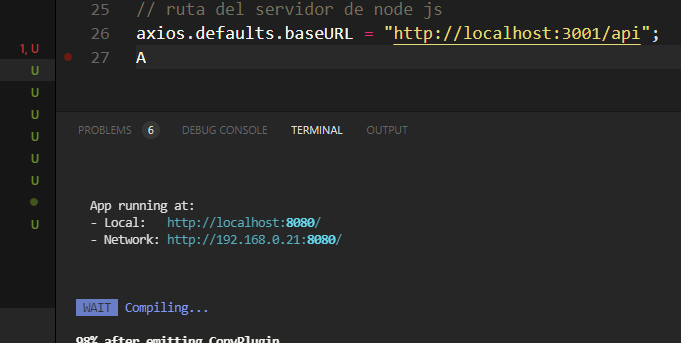 25 // ruta del servidor de node js
1, U
26 axios.defaults.baseURL = "http://localhost:3001/api";
U
27 A
U
U
U
PROBLEMS 6 DEBUG CONSOLE TERMINAL OUTPUT
U
U
App running at:
- Local: http://localhost:8080/
U
- Network: http://192.168.0.21:8080/
WAIT Compiling...
98% after emitting CopyPlugin